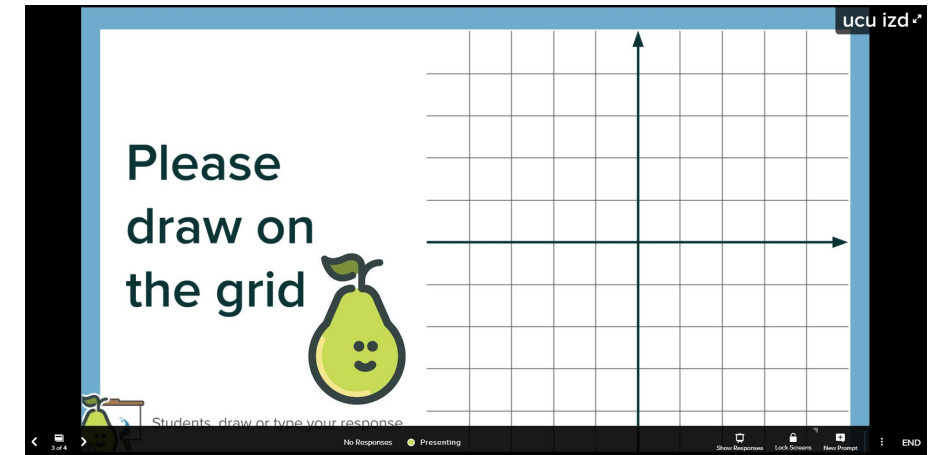 ucu izd
Please
draw on
the grid
Students, draw or type your response
3 of 4
No Responses
Presenting
Show Responses
Lock Screens
New Prompt
END